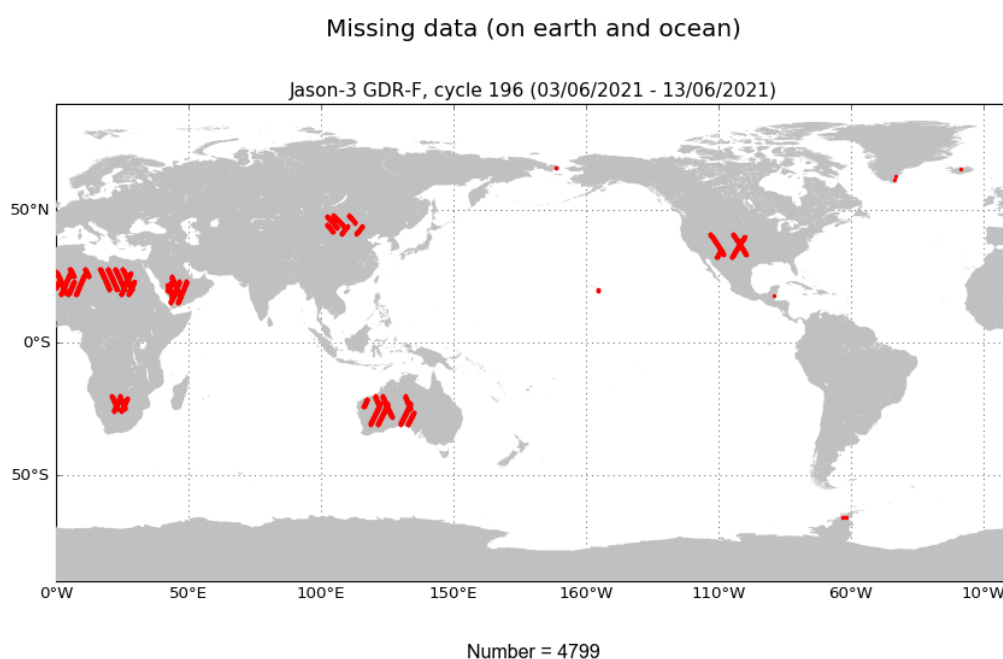 Missing data (on earth and ocean)
Jason-3 GDR-F, cycle 196 (03/06/2021 - 13/06/2021)
50°N
0°S
50°S
0°W 50°E 100°E 150°E 160°W 110°W 60°W 10°W
Number = 4799